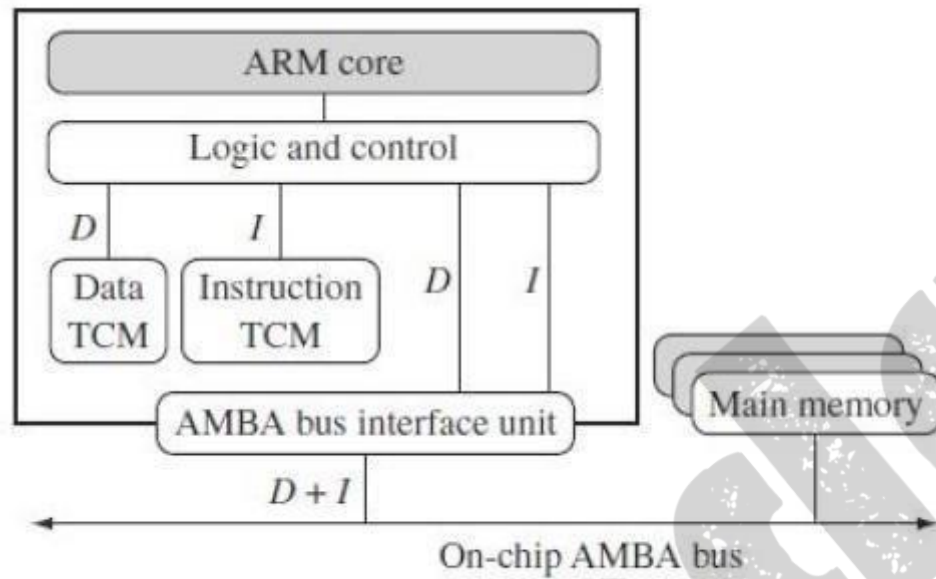 ARM core
Logic and control
D
I
D
I
Data
TCM
Instruction
TCM
Main memory
AMBA bus interface unit
D + I
On-chip AMBA bus